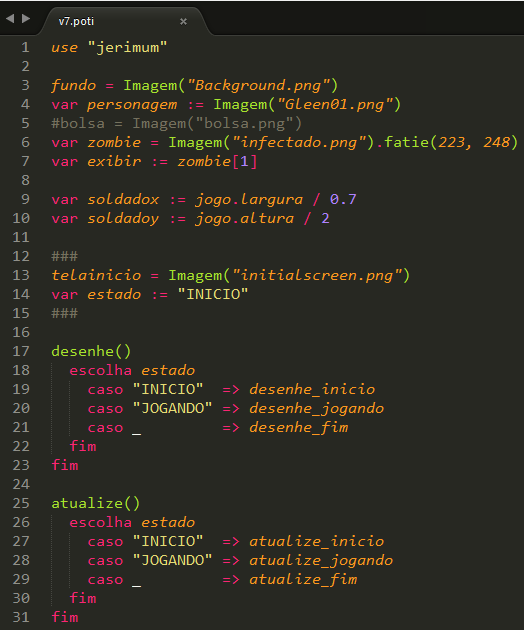 v7.poti ×
1 use "jerimum"
2
3 fundo = Imagem("Background.png")
4 var personagem := Imagem("Gleen01.png")
5 #bolsa = Imagem("bolsa.png")
6 var zombie = Imagem("infectado.png").fatie(223, 248)
7 var exibir := zombie[1]
8
9 var soldadox := jogo.largura / 0.7
10 var soldadoy := jogo.altura / 2
11
12 ###
13 telainicio = Imagem("initialscreen.png")
14 var estado := "INICIO"
15 ###
16
17 desenhe()
18   escolha estado
19     caso "INICIO"  => desenhe_inicio
20     caso "JOGANDO" => desenhe_jogando
21     caso _         => desenhe_fim
22   fim
23 fim
24
25 atualize()
26   escolha estado
27     caso "INICIO"  => atualize_inicio
28     caso "JOGANDO" => atualize_jogando
29     caso _         => atualize_fim
30   fim
31 fim